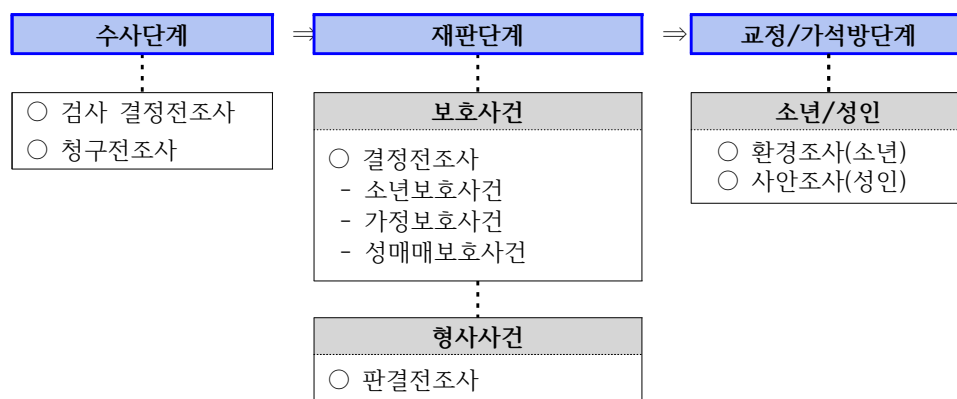 수사단계 ⇒ 재판단계 ⇒ 교정/가석방단계
○ 검사 결정전조사
○ 청구전조사
보호사건
○ 결정전조사
- 소년보호사건
- 가정보호사건
- 성매매보호사건
형사사건
○ 판결전조사
소년/성인
○ 환경조사(소년)
○ 사안조사(성인)